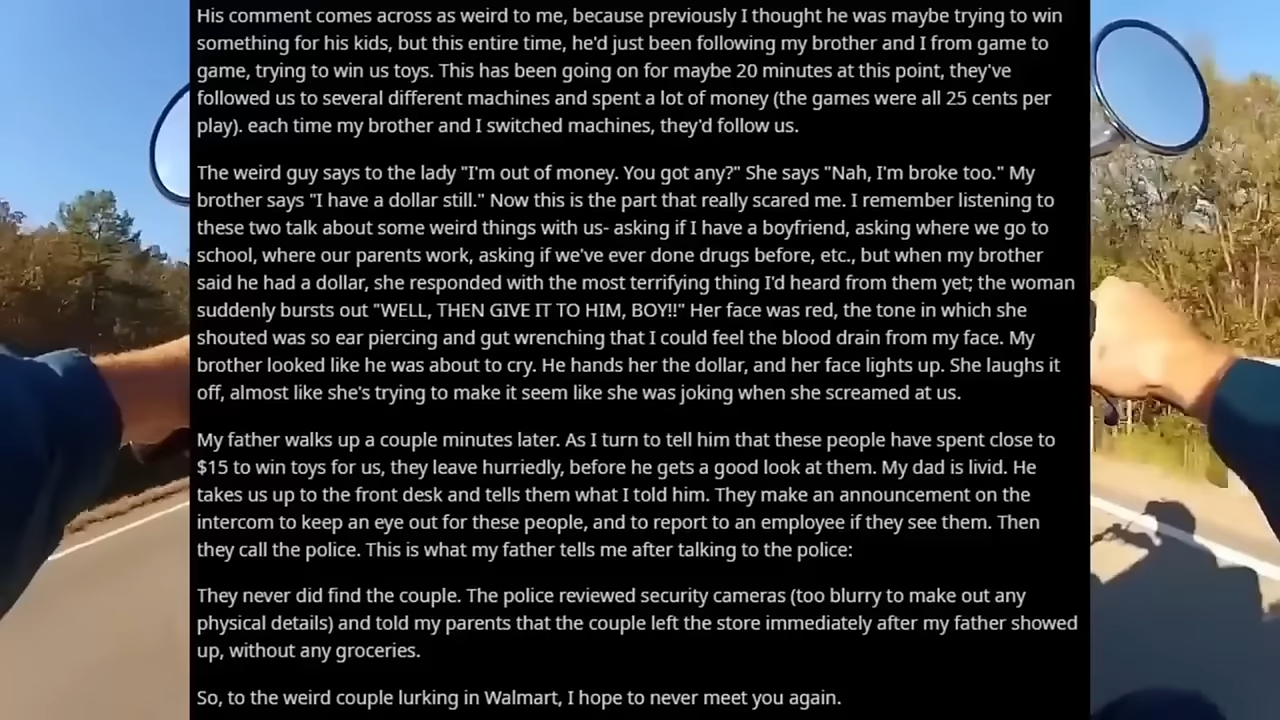 His comment comes across as weird to me, because previously I thought he was maybe trying to win
something for his kids, but this entire time, he'd just been following my brother and I from game to
game, trying to win us toys. This has been going on for maybe 20 minutes at this point, they've
followed us to several different machines and spent a lot of money (the games were all 25 cents per
play). each time my brother and I switched machines, they'd follow us.
The weird guy says to the lady "I'm out of money. You got any?" She says "Nah, I'm broke too." My
brother says "I have a dollar still." Now this is the part that really scared me. I remember listening to
these two talk about some weird things with us- asking if I have a boyfriend, asking where we go to
school, where our parents work, asking if we've ever done drugs before, etc., but when my brother
said he had a dollar, she responded with the most terrifying thing I'd heard from them yet; the woman
suddenly bursts out "WELL, THEN GIVE IT TO HIM, BOY!!" Her face was red, the tone in which she
shouted was so ear piercing and gut wrenching that I could feel the blood drain from my face. My
brother looked like he was about to cry. He hands her the dollar, and her face lights up. She laughs it
off, almost like she's trying to make it seem like she was joking when she screamed at us.
My father walks up a couple minutes later. As I turn to tell him that these people have spent close to
$15 to win toys for us, they leave hurriedly, before he gets a good look at them. My dad is livid. He
takes us up to the front desk and tells them what I told him. They make an announcement on the
intercom to keep an eye out for these people, and to report to an employee if they see them. Then
they call the police. This is what my father tells me after talking to the police:
They never did find the couple. The police reviewed security cameras (too blurry to make out any
physical details) and told my parents that the couple left the store immediately after my father showed
up, without any groceries.
So, to the weird couple lurking in Walmart, I hope to never meet you again.